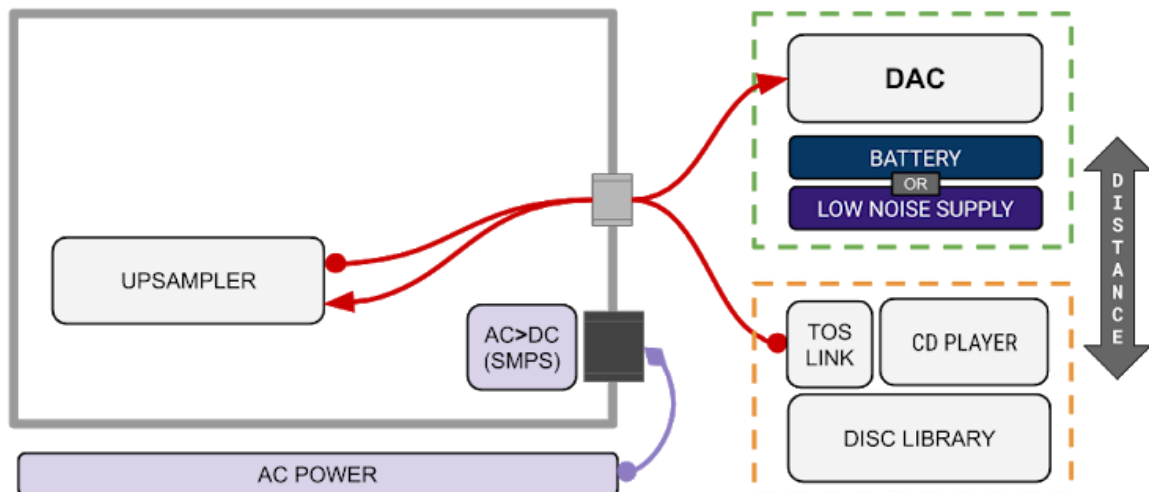 DAC
BATTERY
OR
LOW NOISE SUPPLY
DISTANCE
UPSAMPLER
AC>DC
(SMPS)
TOS
LINK
CD PLAYER
DISC LIBRARY
AC POWER